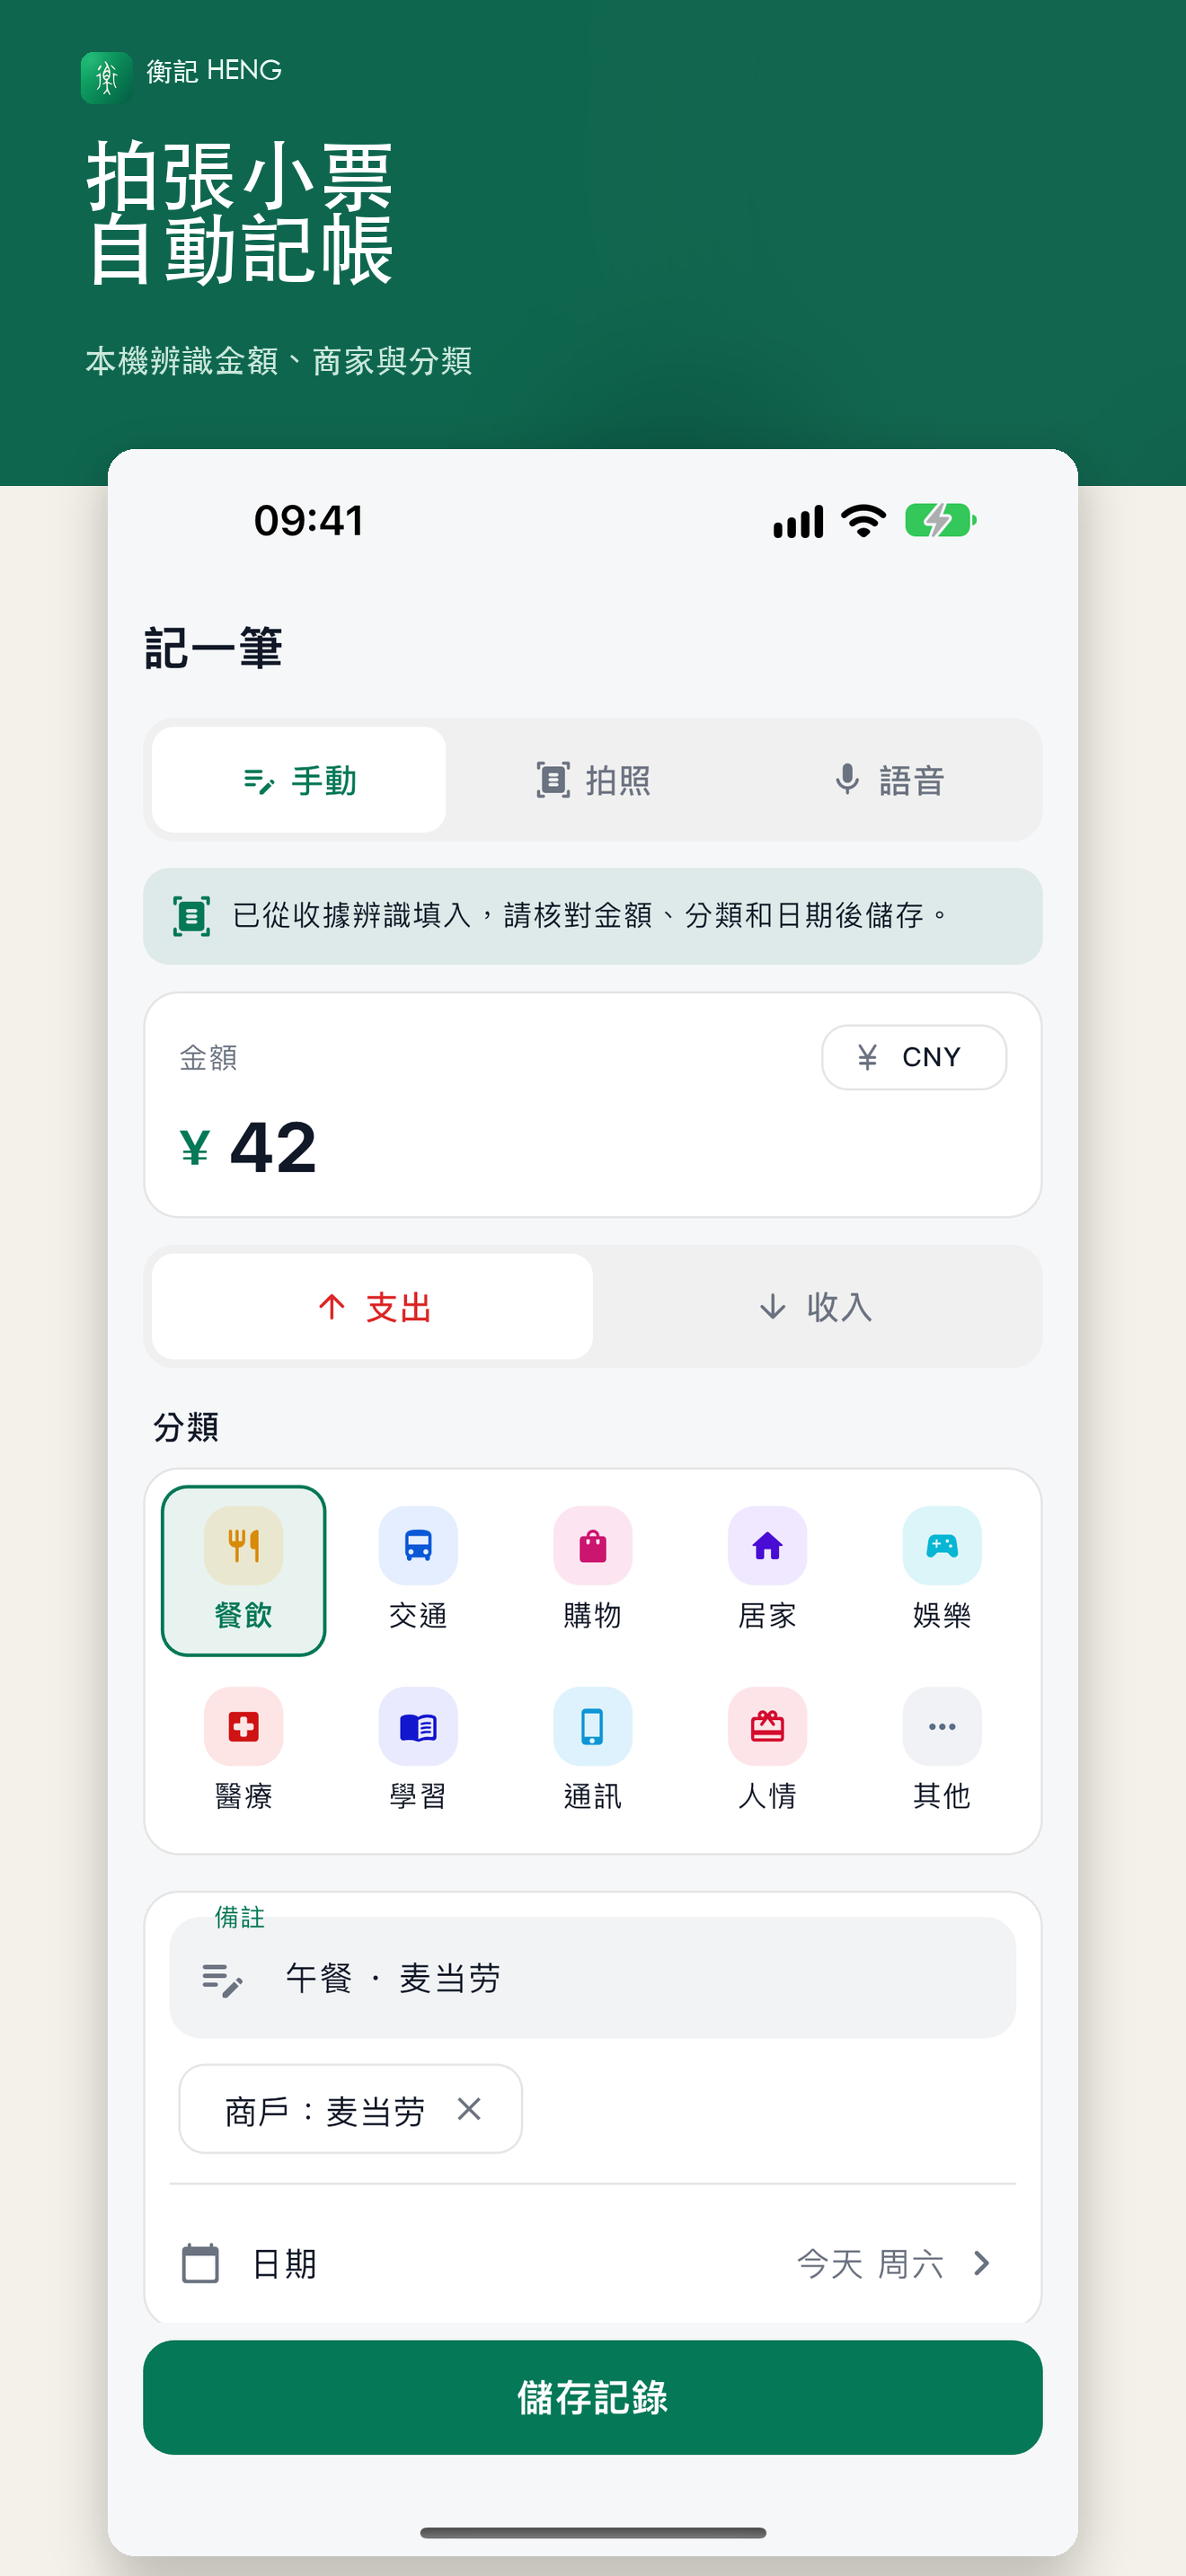 衡記 HENG
拍張小票
自動記帳
本機辨識金額、商家與分類
09:41
記一筆
手動 拍照 語音
已從收據辨識填入，請核對金額、分類和日期後儲存。
金額 ¥ CNY
¥ 42
支出 收入
分類
餐飲 交通 購物 居家 娛樂
醫療 學習 通訊 人情 其他
備註
午餐 · 麦当劳
商戶：麦当劳
日期 今天 周六
儲存記錄